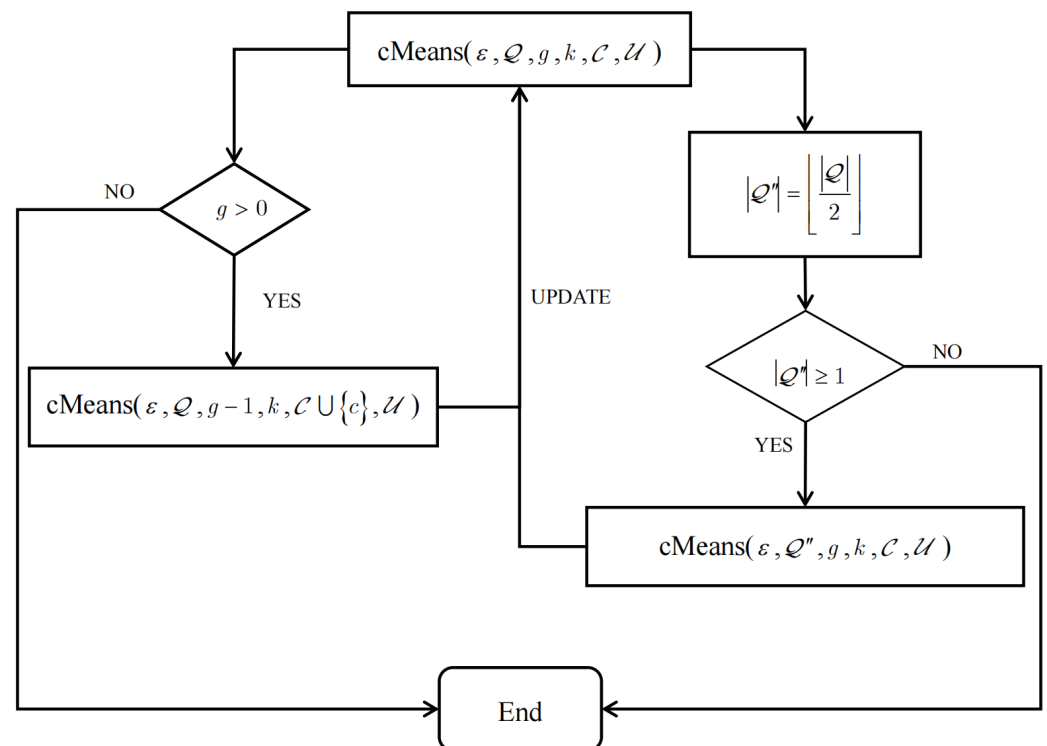 cMeans(ε,𝒬,g,k,𝒞,𝒰)
NO
g > 0
|𝒬″| = ⌊|𝒬|/2⌋
YES
UPDATE
|𝒬″| ≥ 1
NO
cMeans(ε,𝒬,g−1,k,𝒞∪{c},𝒰)
YES
cMeans(ε,𝒬″,g,k,𝒞,𝒰)
End